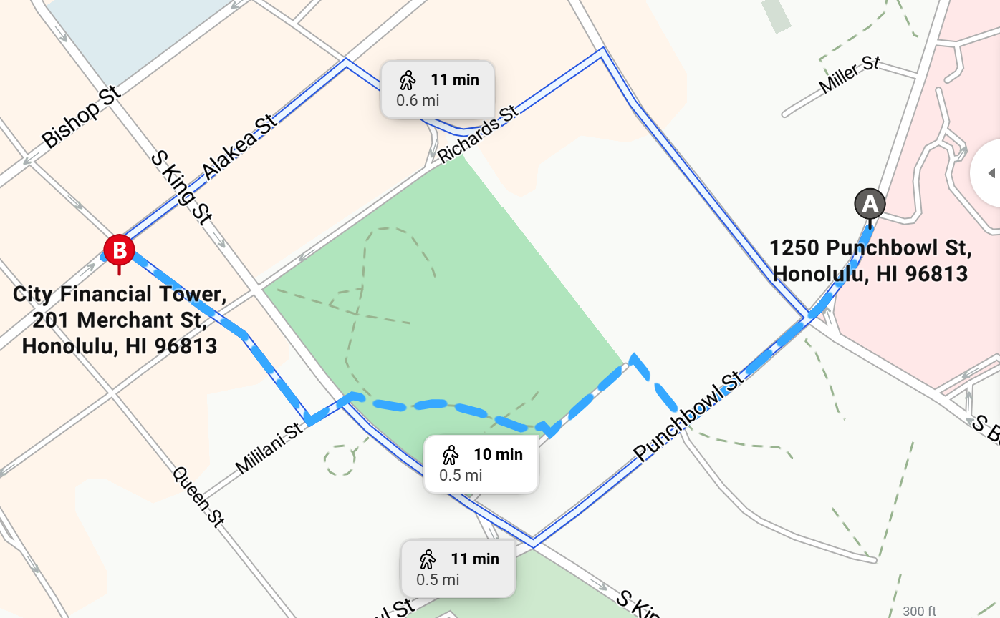 Miller St
11 min
0.6 mi
Bishop St
Alakea St
Richards St
S King St
A
1250 Punchbowl St,
Honolulu, HI 96813
B
City Financial Tower,
201 Merchant St,
Honolulu, HI 96813
Punchbowl St
Mililani St
S Be
10 min
0.5 mi
Queen St
11 min
0.5 mi
S Kin
wl St
300 ft